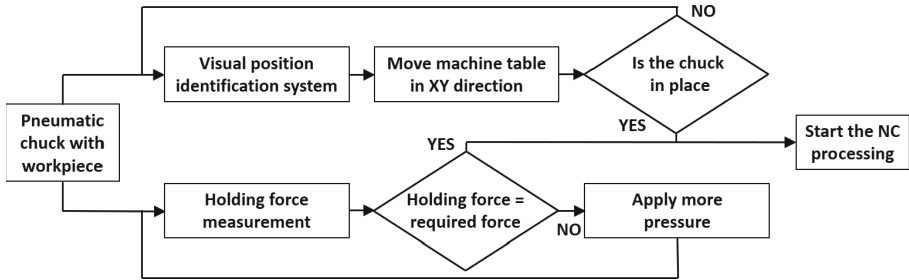 NO
Visual position
identification system
Move machine table
in XY direction
Is the chuck
in place
Pneumatic
chuck with
workpiece
YES
YES
Start the NC
processing
Holding force
measurement
Holding force =
required force
NO
Apply more
pressure